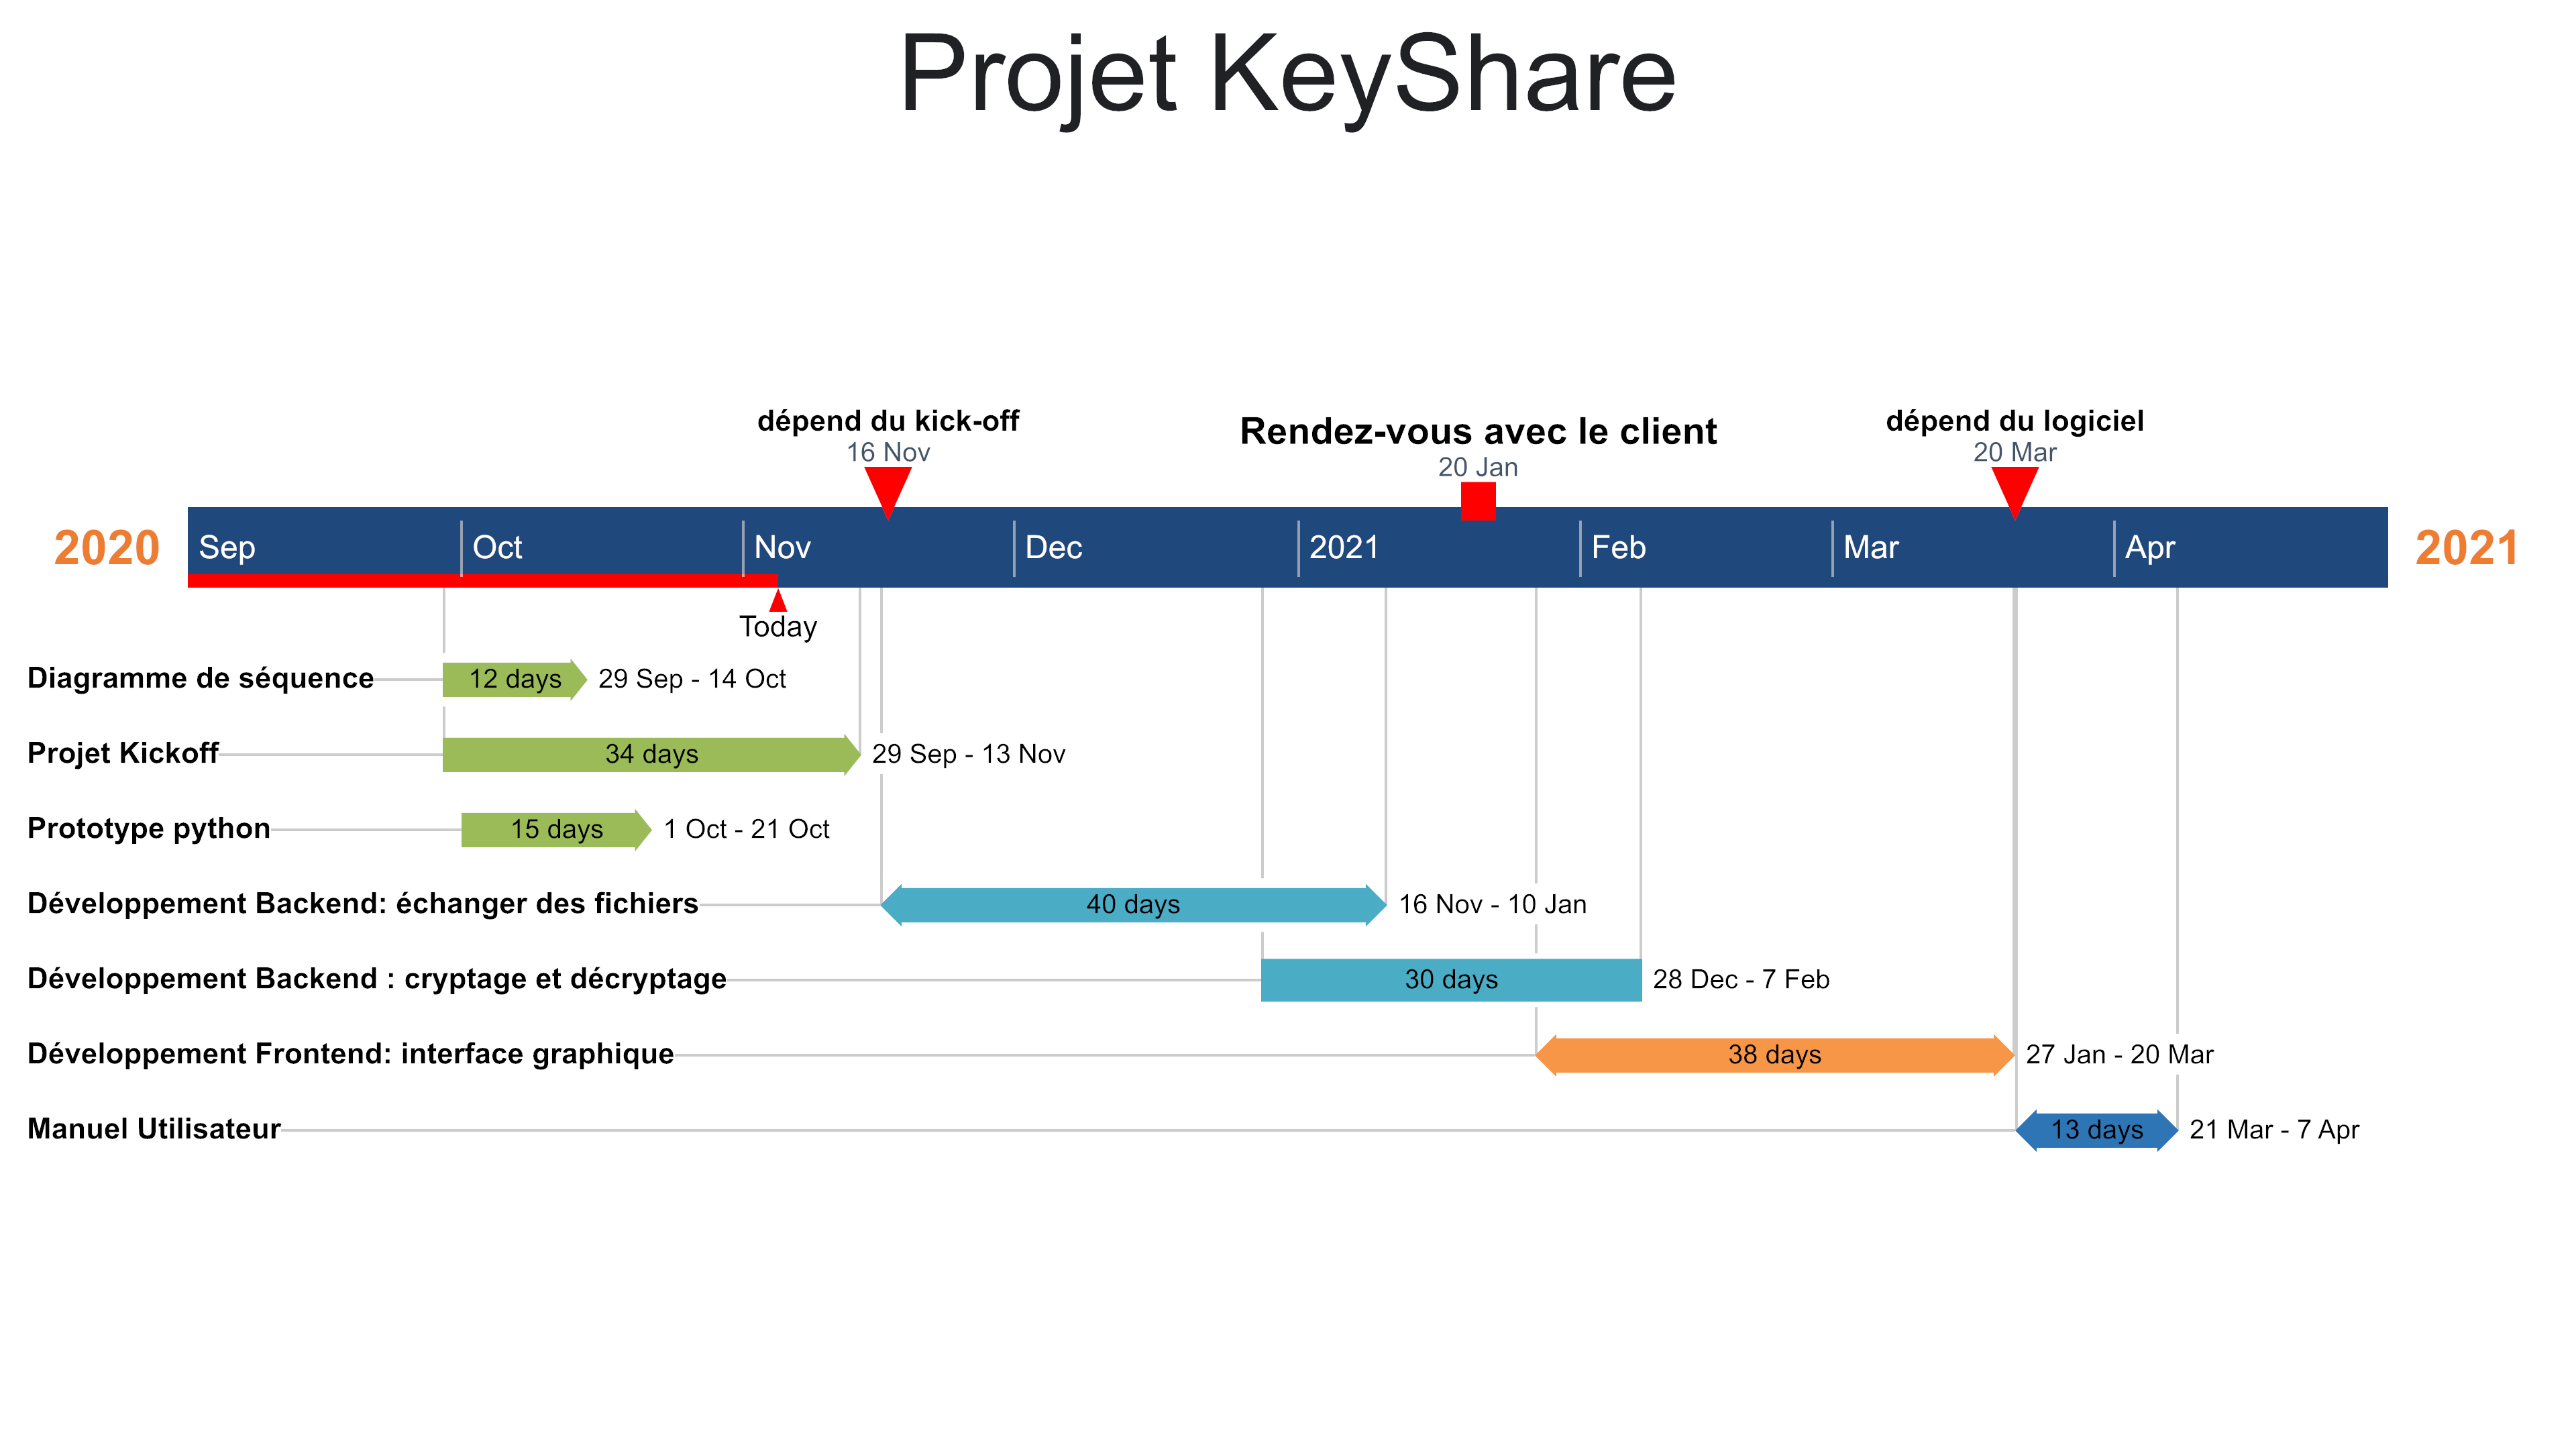 Projet KeyShare
dépend du kick-off
16 Nov
Rendez-vous avec le client
20 Jan
dépend du logiciel
20 Mar
2020 Sep Oct Nov Dec 2021 Feb Mar Apr 2021
Today
Diagramme de séquence 12 days 29 Sep - 14 Oct
Projet Kickoff 34 days 29 Sep - 13 Nov
Prototype python 15 days 1 Oct - 21 Oct
Développement Backend: échanger des fichiers 40 days 16 Nov - 10 Jan
Développement Backend : cryptage et décryptage 30 days 28 Dec - 7 Feb
Développement Frontend: interface graphique 38 days 27 Jan - 20 Mar
Manuel Utilisateur 13 days 21 Mar - 7 Apr